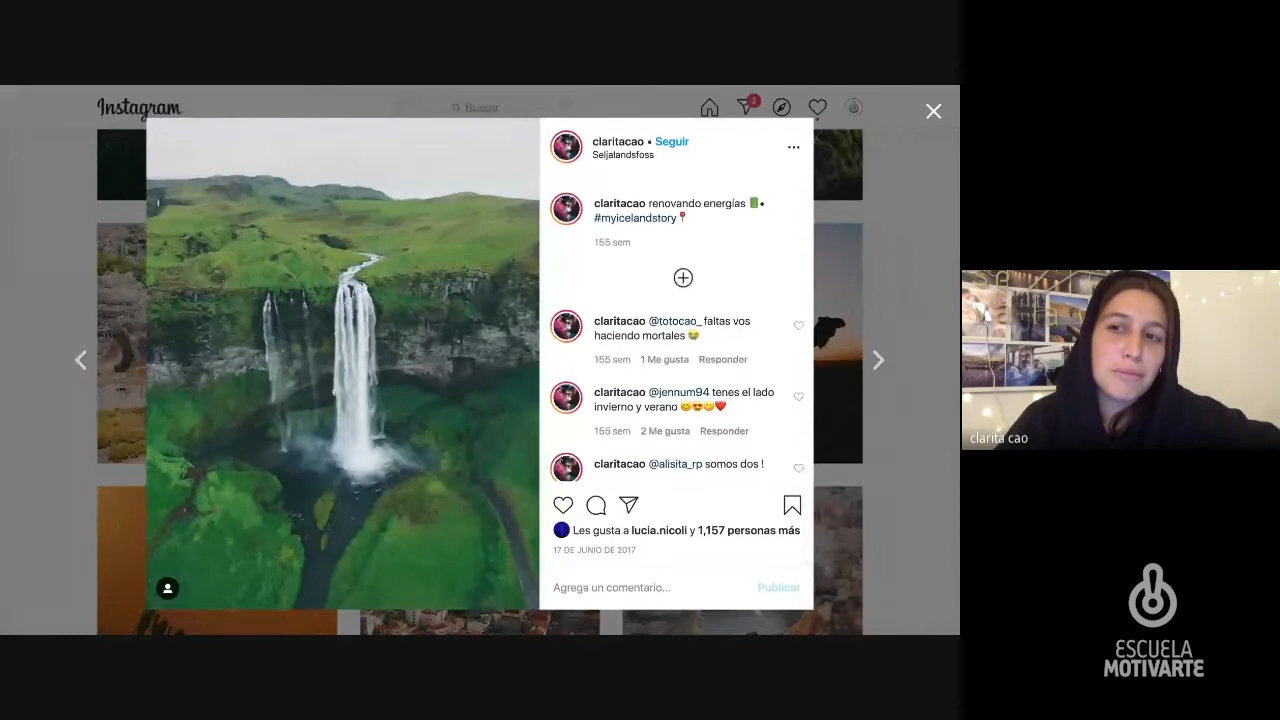 Instagram
Buscar
3
claritacao • Seguir
Seljalandsfoss
claritacao renovando energías •
#myicelandstory
155 sem
claritacao @totocao_ faltas vos
haciendo mortales
155 sem 1 Me gusta Responder
claritacao @jennum94 tenes el lado
invierno y verano
155 sem 2 Me gusta Responder
claritacao @alisita_rp somos dos !
Les gusta a lucia.nicoli y 1,157 personas más
17 DE JUNIO DE 2017
Agrega un comentario... Publicar
clarita cao
ESCUELA
MOTIVARTE